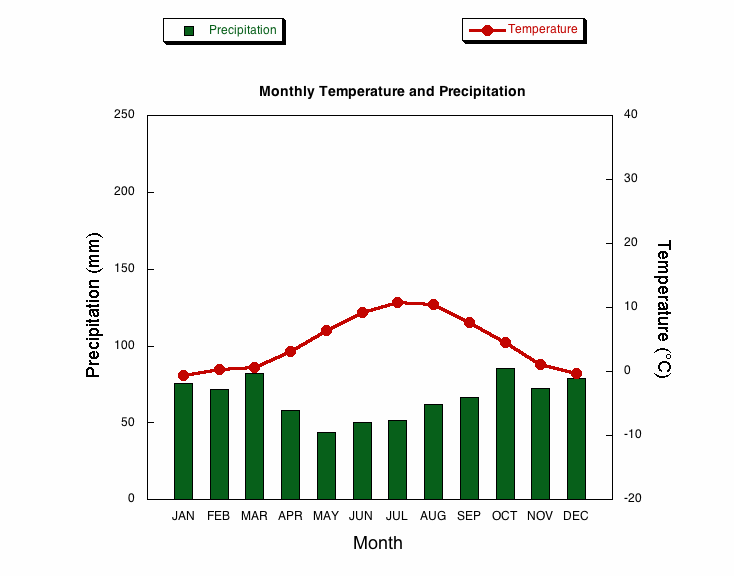 Precipitation
Temperature
Monthly Temperature and Precipitation
Precipitation (mm)
250
200
150
100
50
0
40
30
20
10
0
-10
-20
Temperature (°C)
JAN FEB MAR APR MAY JUN JUL AUG SEP OCT NOV DEC
Month